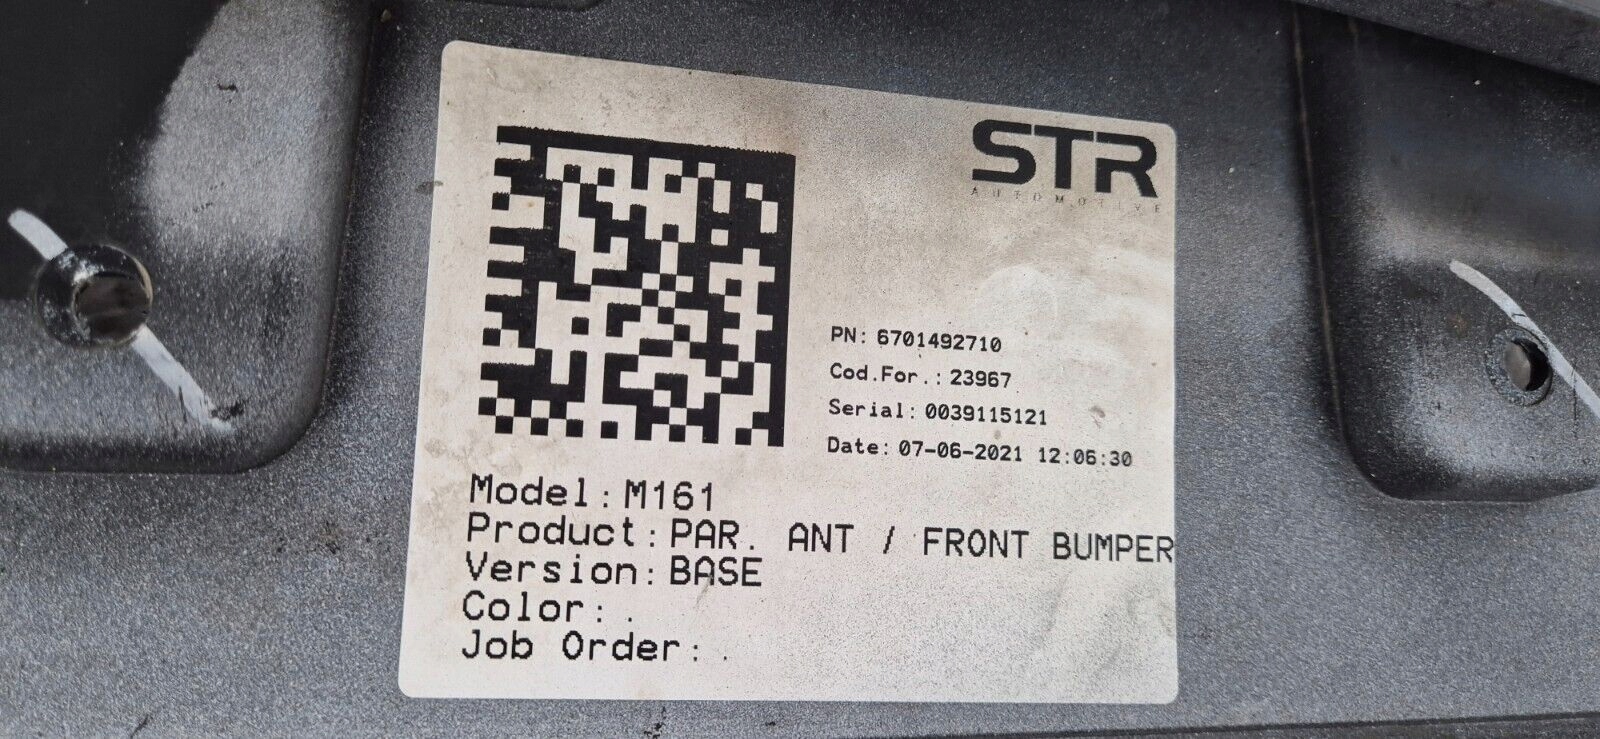 STR
AUTOMOTIVE
PN: 6701492710
Cod.For.: 23967
Serial: 0039115121
Date: 07-06-2021 12:06:30
Model: M161
Product: PAR. ANT / FRONT BUMPER
Version: BASE
Color: .
Job Order: .